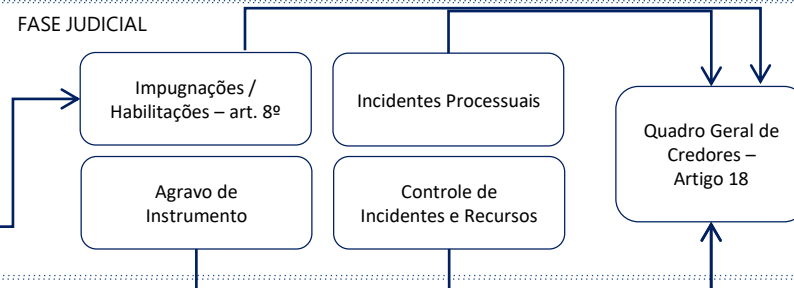 FASE JUDICIAL
Impugnações /
Habilitações – art. 8º
Incidentes Processuais
Quadro Geral de
Credores –
Artigo 18
Agravo de
Instrumento
Controle de
Incidentes e Recursos